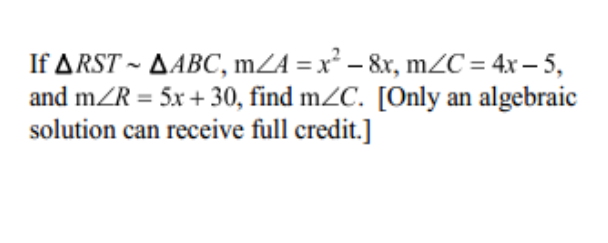 If ΔRST ~ ΔABC, m∠A = x² – 8x, m∠C = 4x – 5,
and m∠R = 5x + 30, find m∠C. [Only an algebraic
solution can receive full credit.]